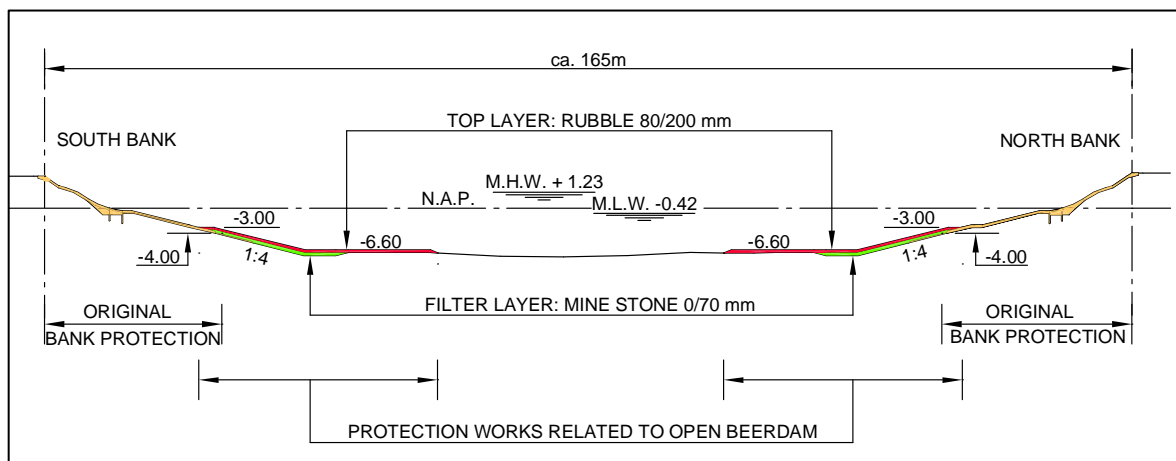 ca. 165m
TOP LAYER: RUBBLE 80/200 mm
SOUTH BANK
NORTH BANK
M.H.W. + 1.23
N.A.P.
M.L.W. -0.42
-3.00
-3.00
-6.60
-6.60
-4.00
1:4
1:4
-4.00
FILTER LAYER: MINE STONE 0/70 mm
ORIGINAL
BANK PROTECTION
ORIGINAL
BANK PROTECTION
PROTECTION WORKS RELATED TO OPEN BEERDAM